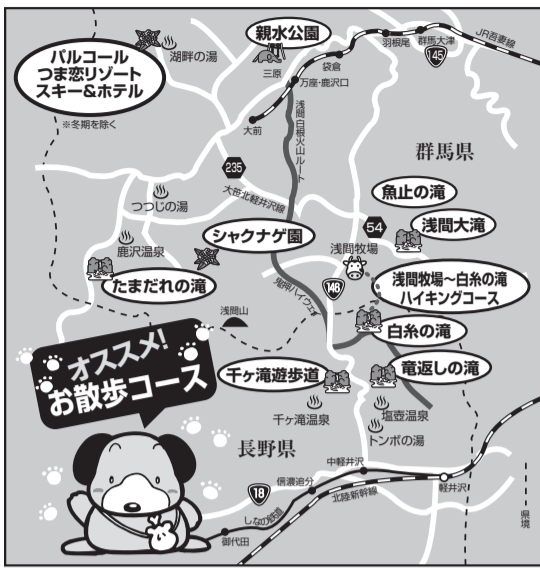 パルコール
つま恋リゾート
スキー&ホテル
※冬期を除く
湖畔の湯
親水公園
三原
袋倉
万座・鹿沢口
大前
羽根尾
群馬大津
JR吾妻線
145
浅間白根火山ルート
群馬県
235
大笹北軽井沢線
魚止の滝
54
浅間大滝
つつじの湯
シャクナゲ園
浅間牧場
鹿沢温泉
たまだれの滝
148
浅間牧場〜白糸の滝
ハイキングコース
鬼押ハイウェイ
浅間山
白糸の滝
オススメ!
お散歩コース
千ヶ滝遊歩道
竜返しの滝
千ヶ滝温泉
塩壺温泉
トンボの湯
長野県
中軽井沢
信濃追分
軽井沢
18
北陸新幹線
しなの鉄道
御代田
県境